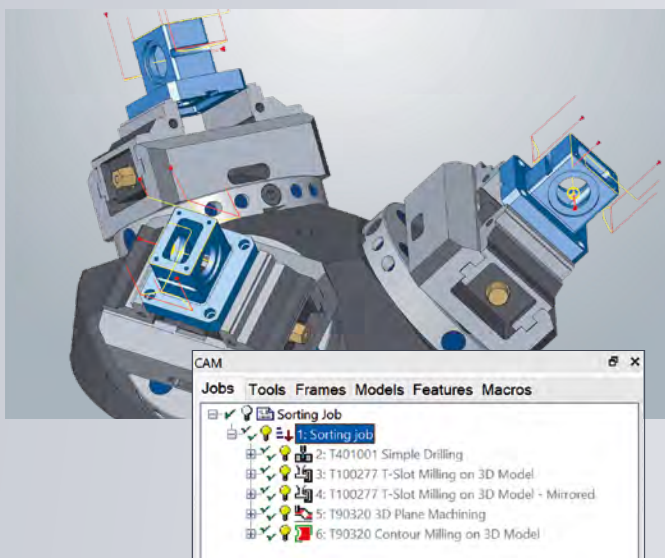 CAM
Jobs Tools Frames Models Features Macros
Sorting Job
1: Sorting job
2: T401001 Simple Drilling
3: T100277 T-Slot Milling on 3D Model
4: T100277 T-Slot Milling on 3D Model - Mirrored
5: T90320 3D Plane Machining
6: T90320 Contour Milling on 3D Model